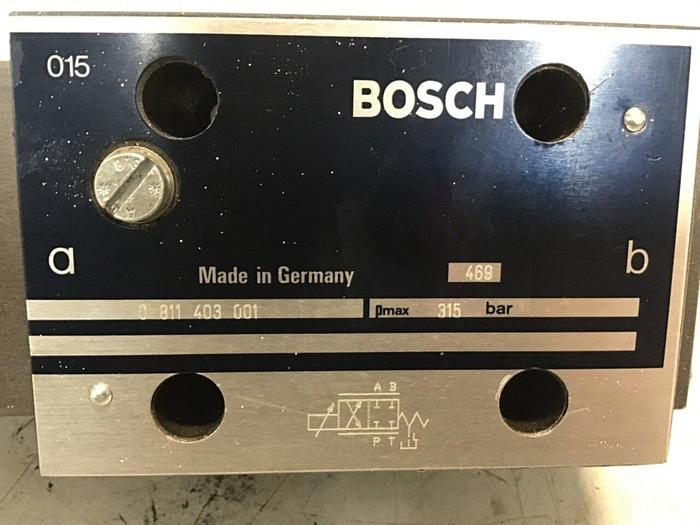 015
BOSCH
a
b
Made in Germany
469
0 811 403 001
pmax 315 bar
A B
P T